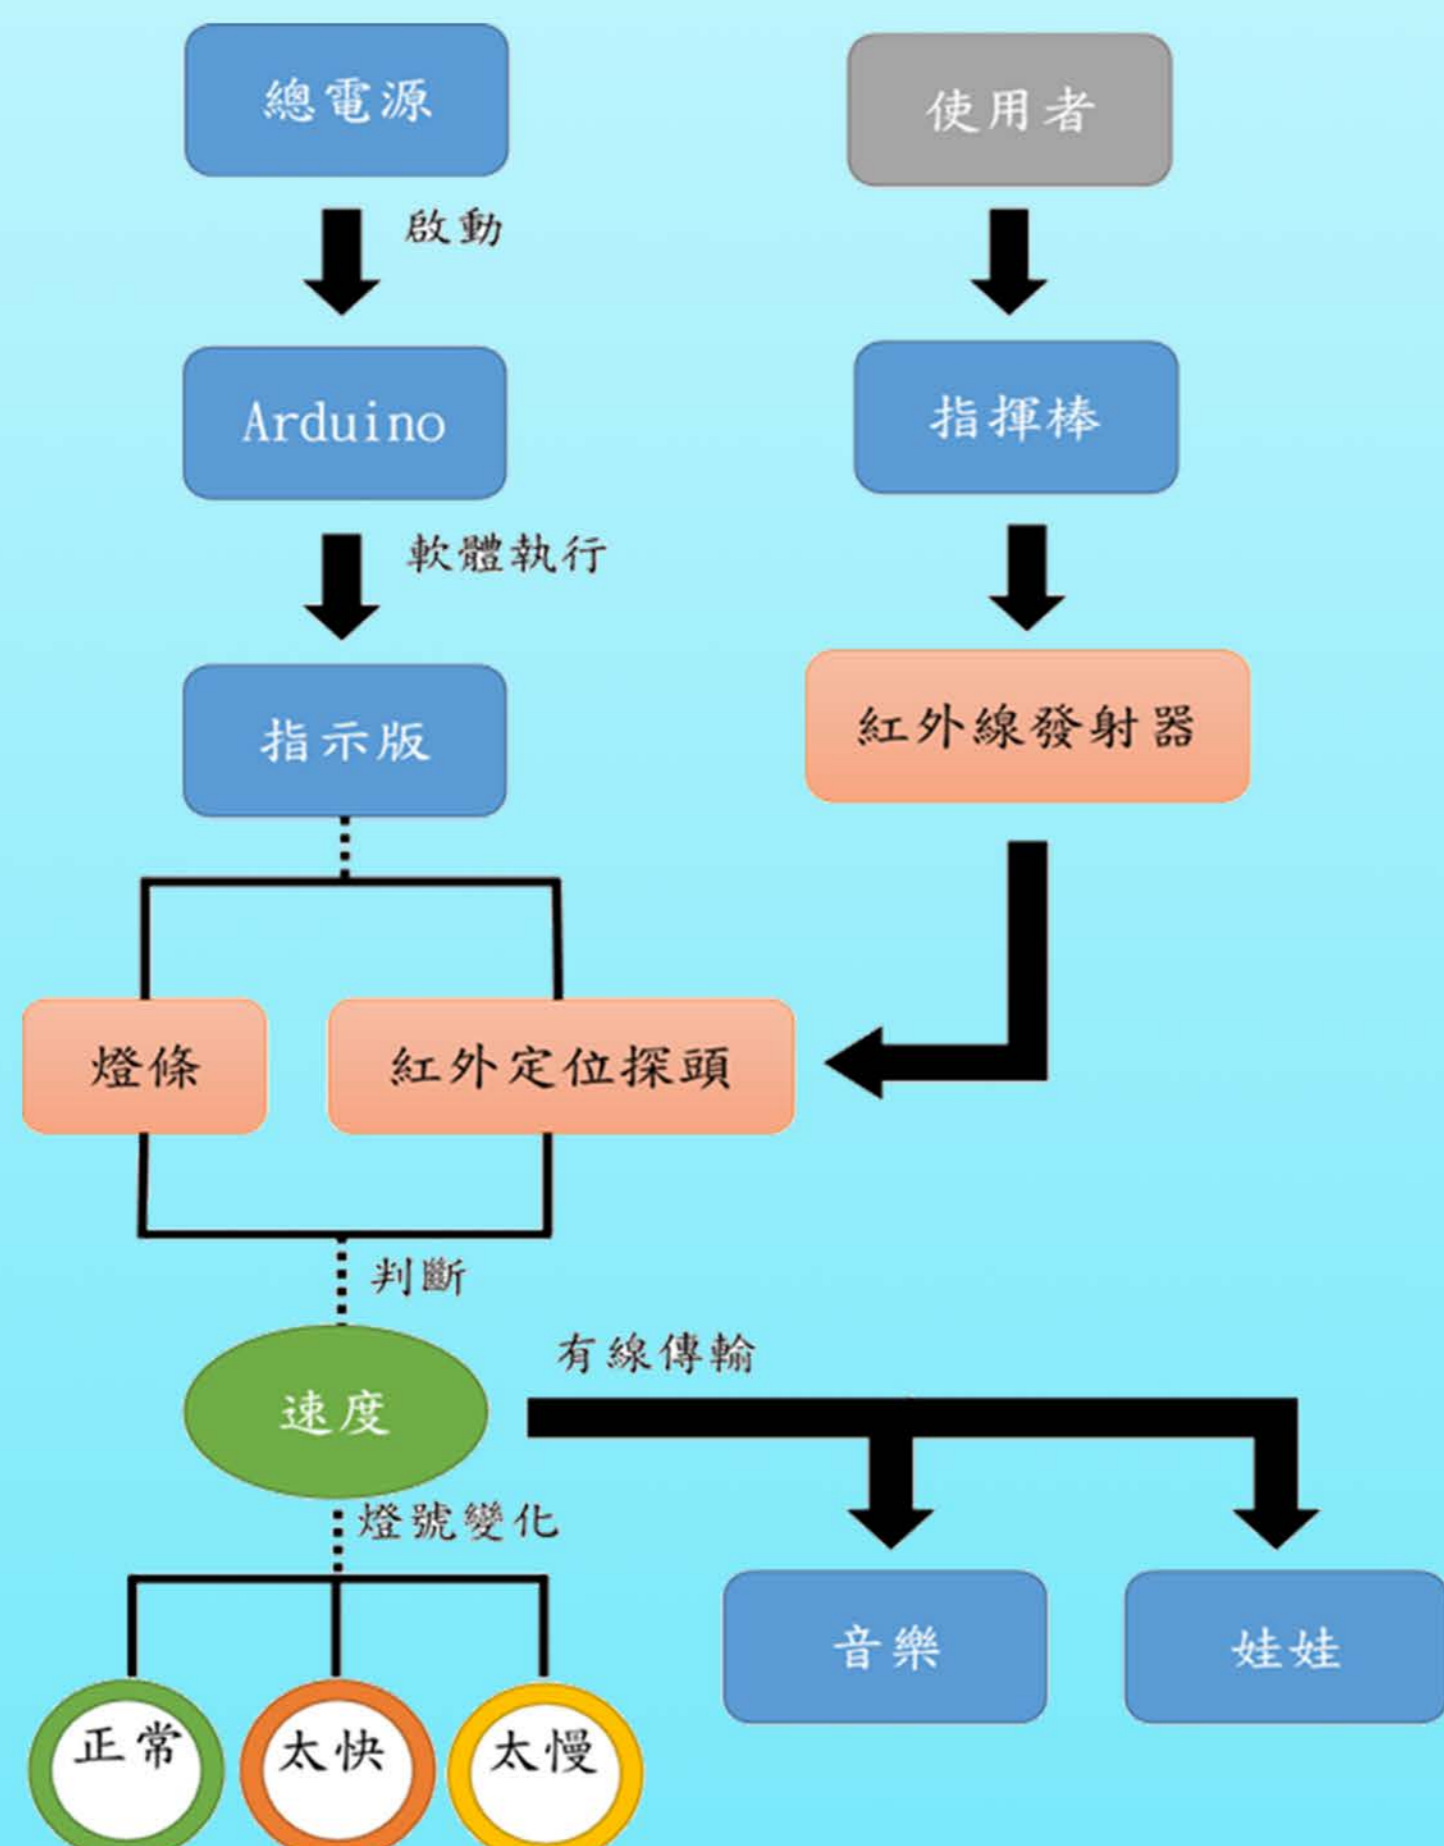 總電源
使用者
啟動
Arduino
指揮棒
軟體執行
指示版
紅外線發射器
燈條
紅外定位探頭
判斷
有線傳輸
速度
燈號變化
音樂
娃娃
正常
太快
太慢